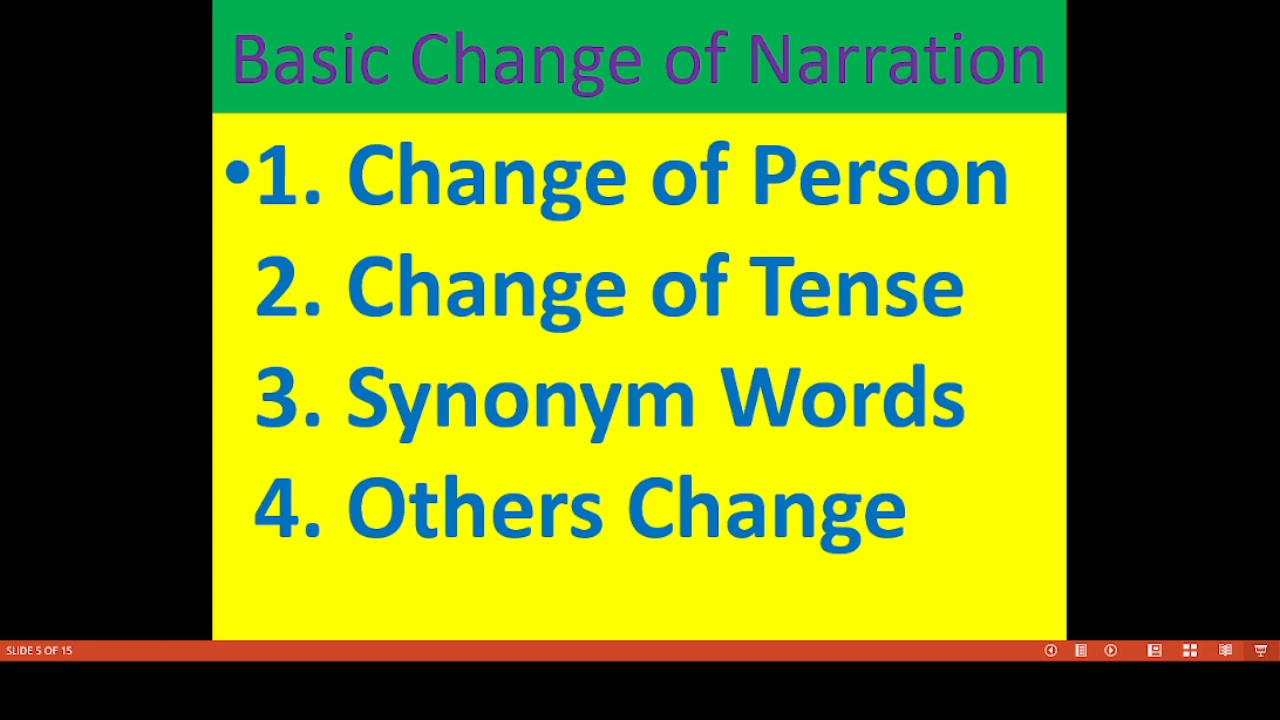 Basic Change of Narration
•1. Change of Person
2. Change of Tense
3. Synonym Words
4. Others Change
SLIDE 5 OF 15